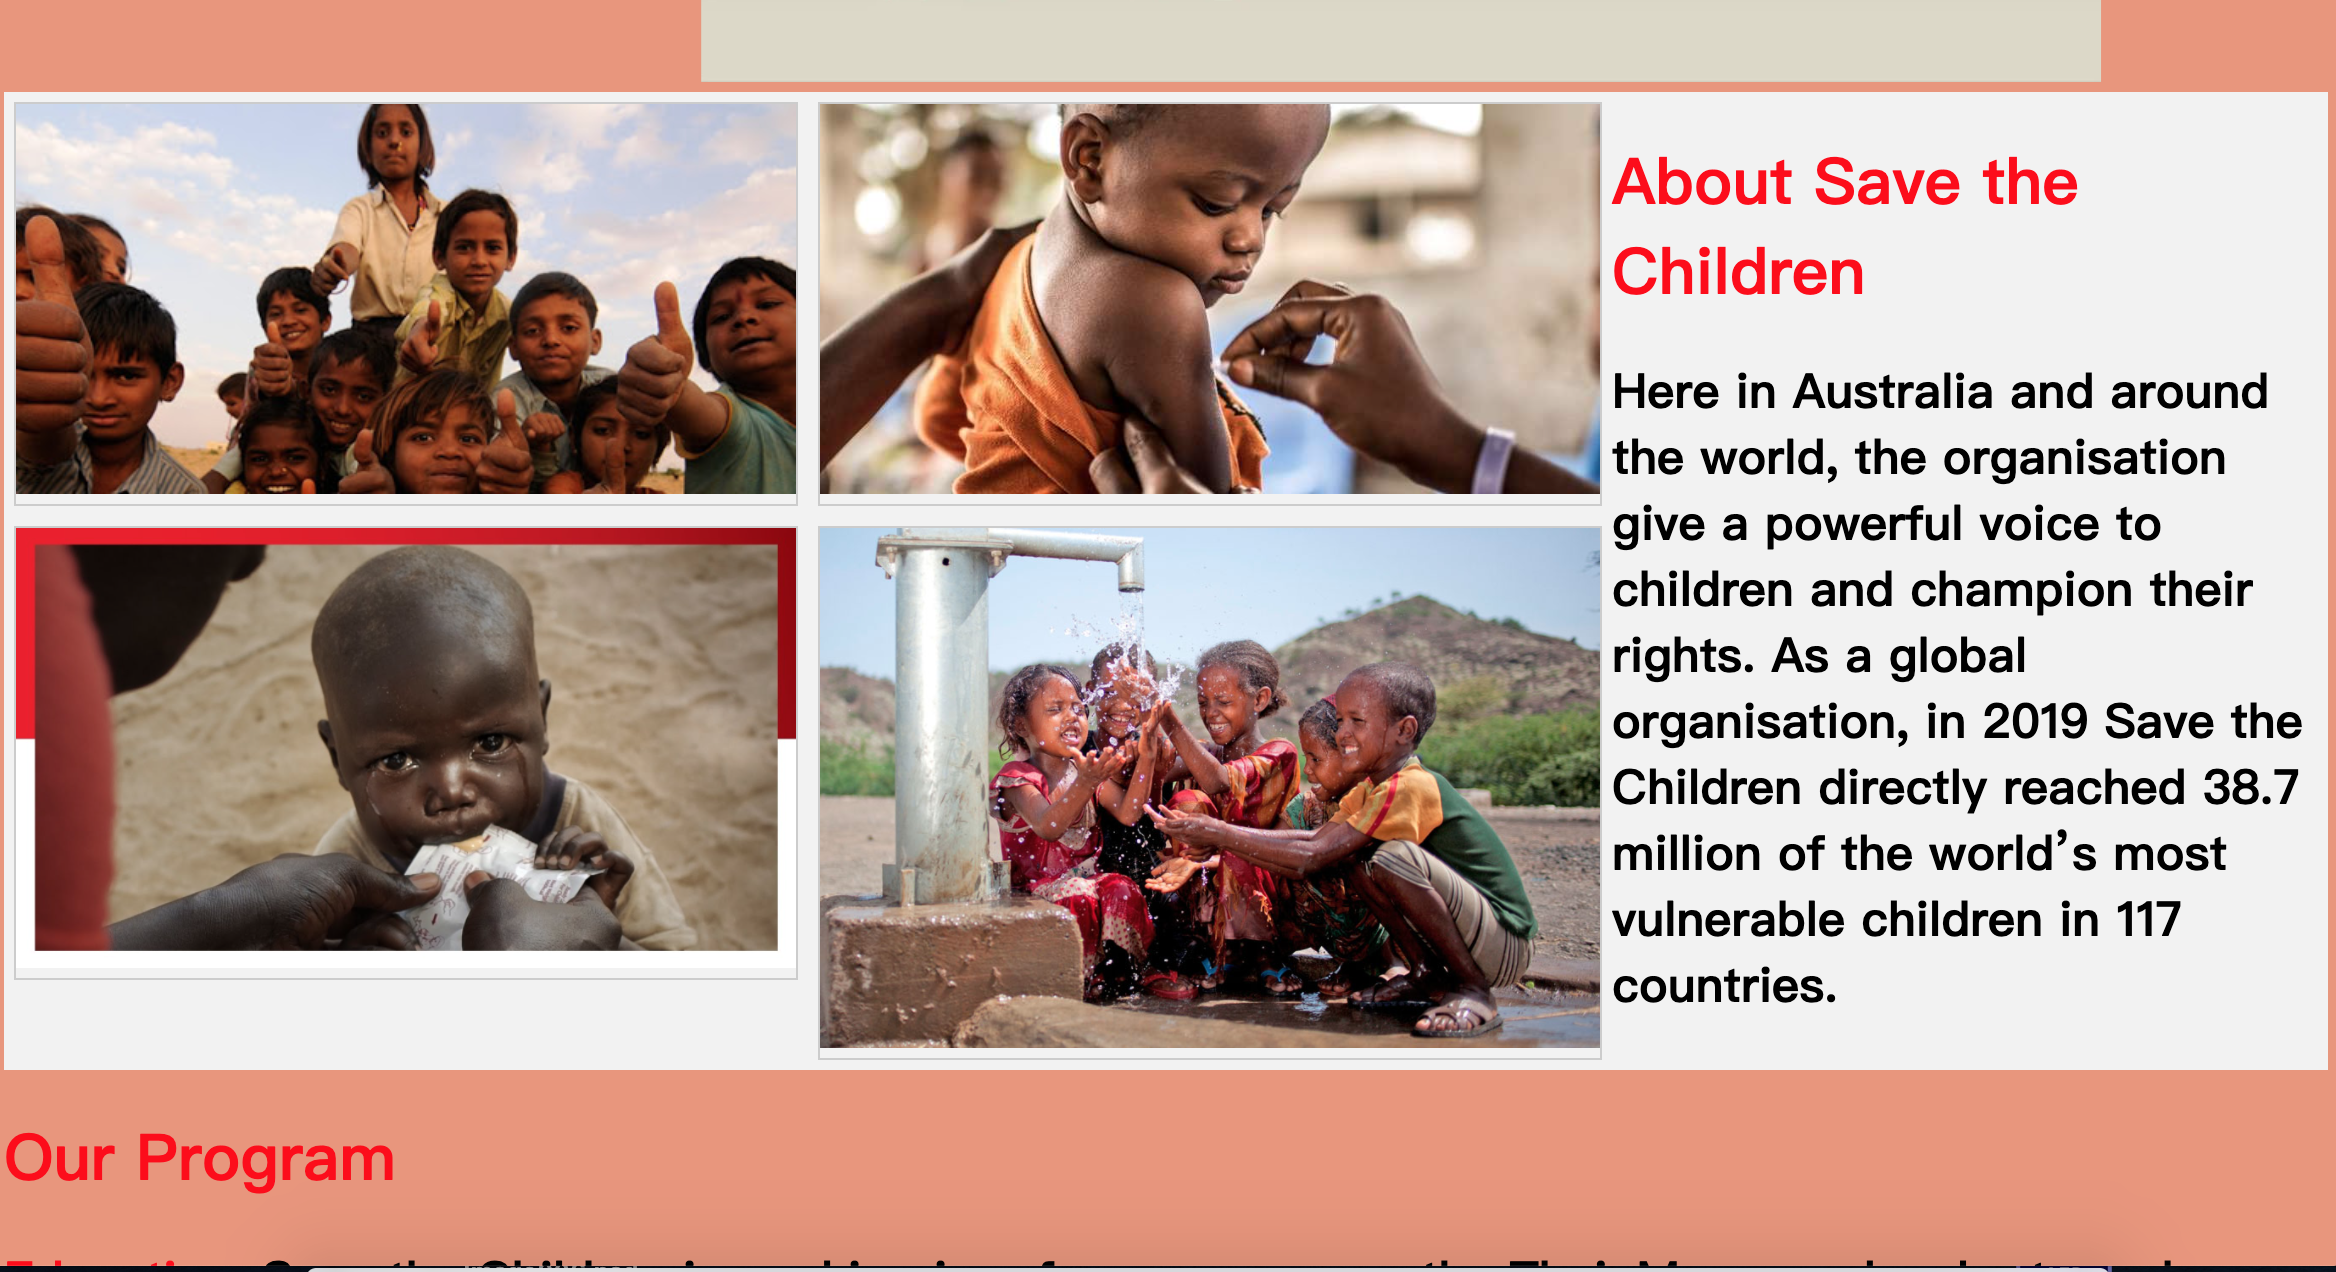 About Save the
Children
Here in Australia and around
the world, the organisation
give a powerful voice to
children and champion their
rights. As a global
organisation, in 2019 Save the
Children directly reached 38.7
million of the world’s most
vulnerable children in 117
countries.
Our Program